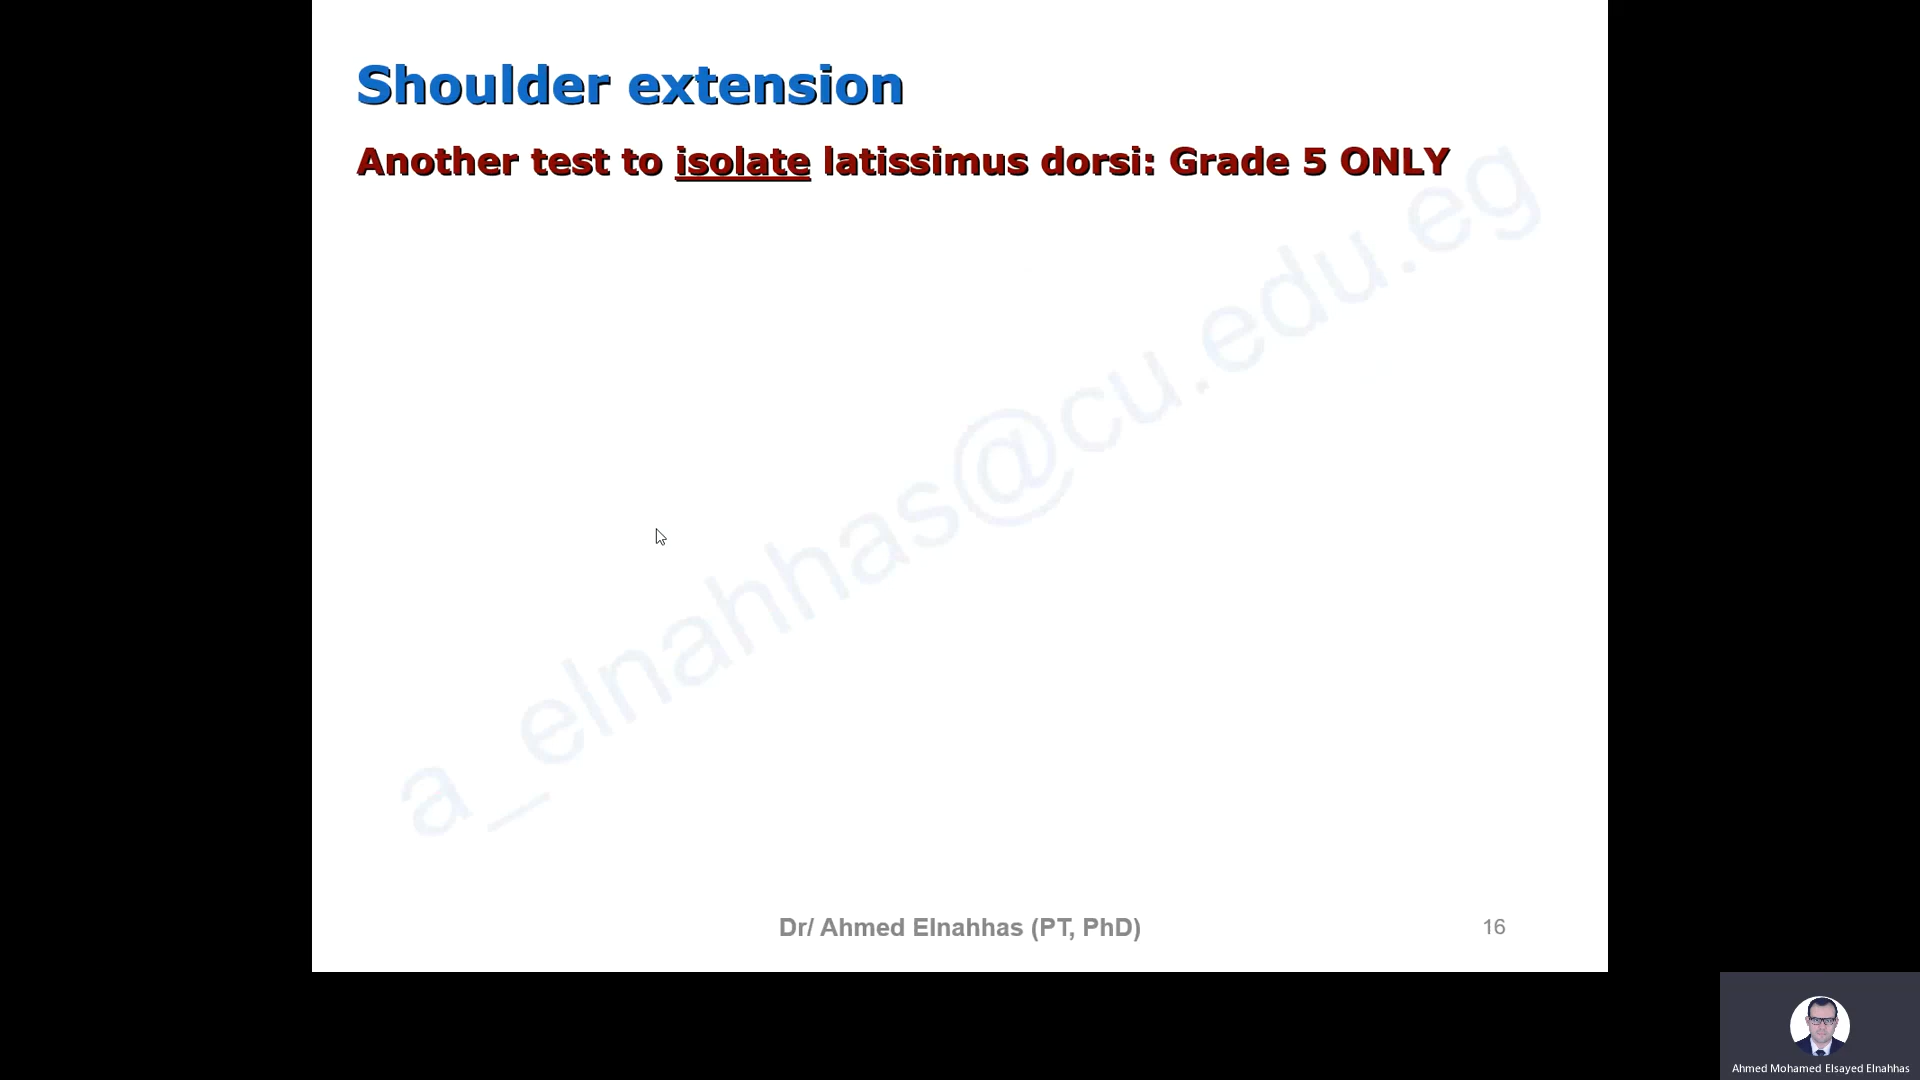 Shoulder extension
Another test to isolate latissimus dorsi: Grade 5 ONLY
a_elnahhas@cu.edu.eg
Dr/ Ahmed Elnahhas (PT, PhD)
16
Ahmed Mohamed Elsayed Elnahhas